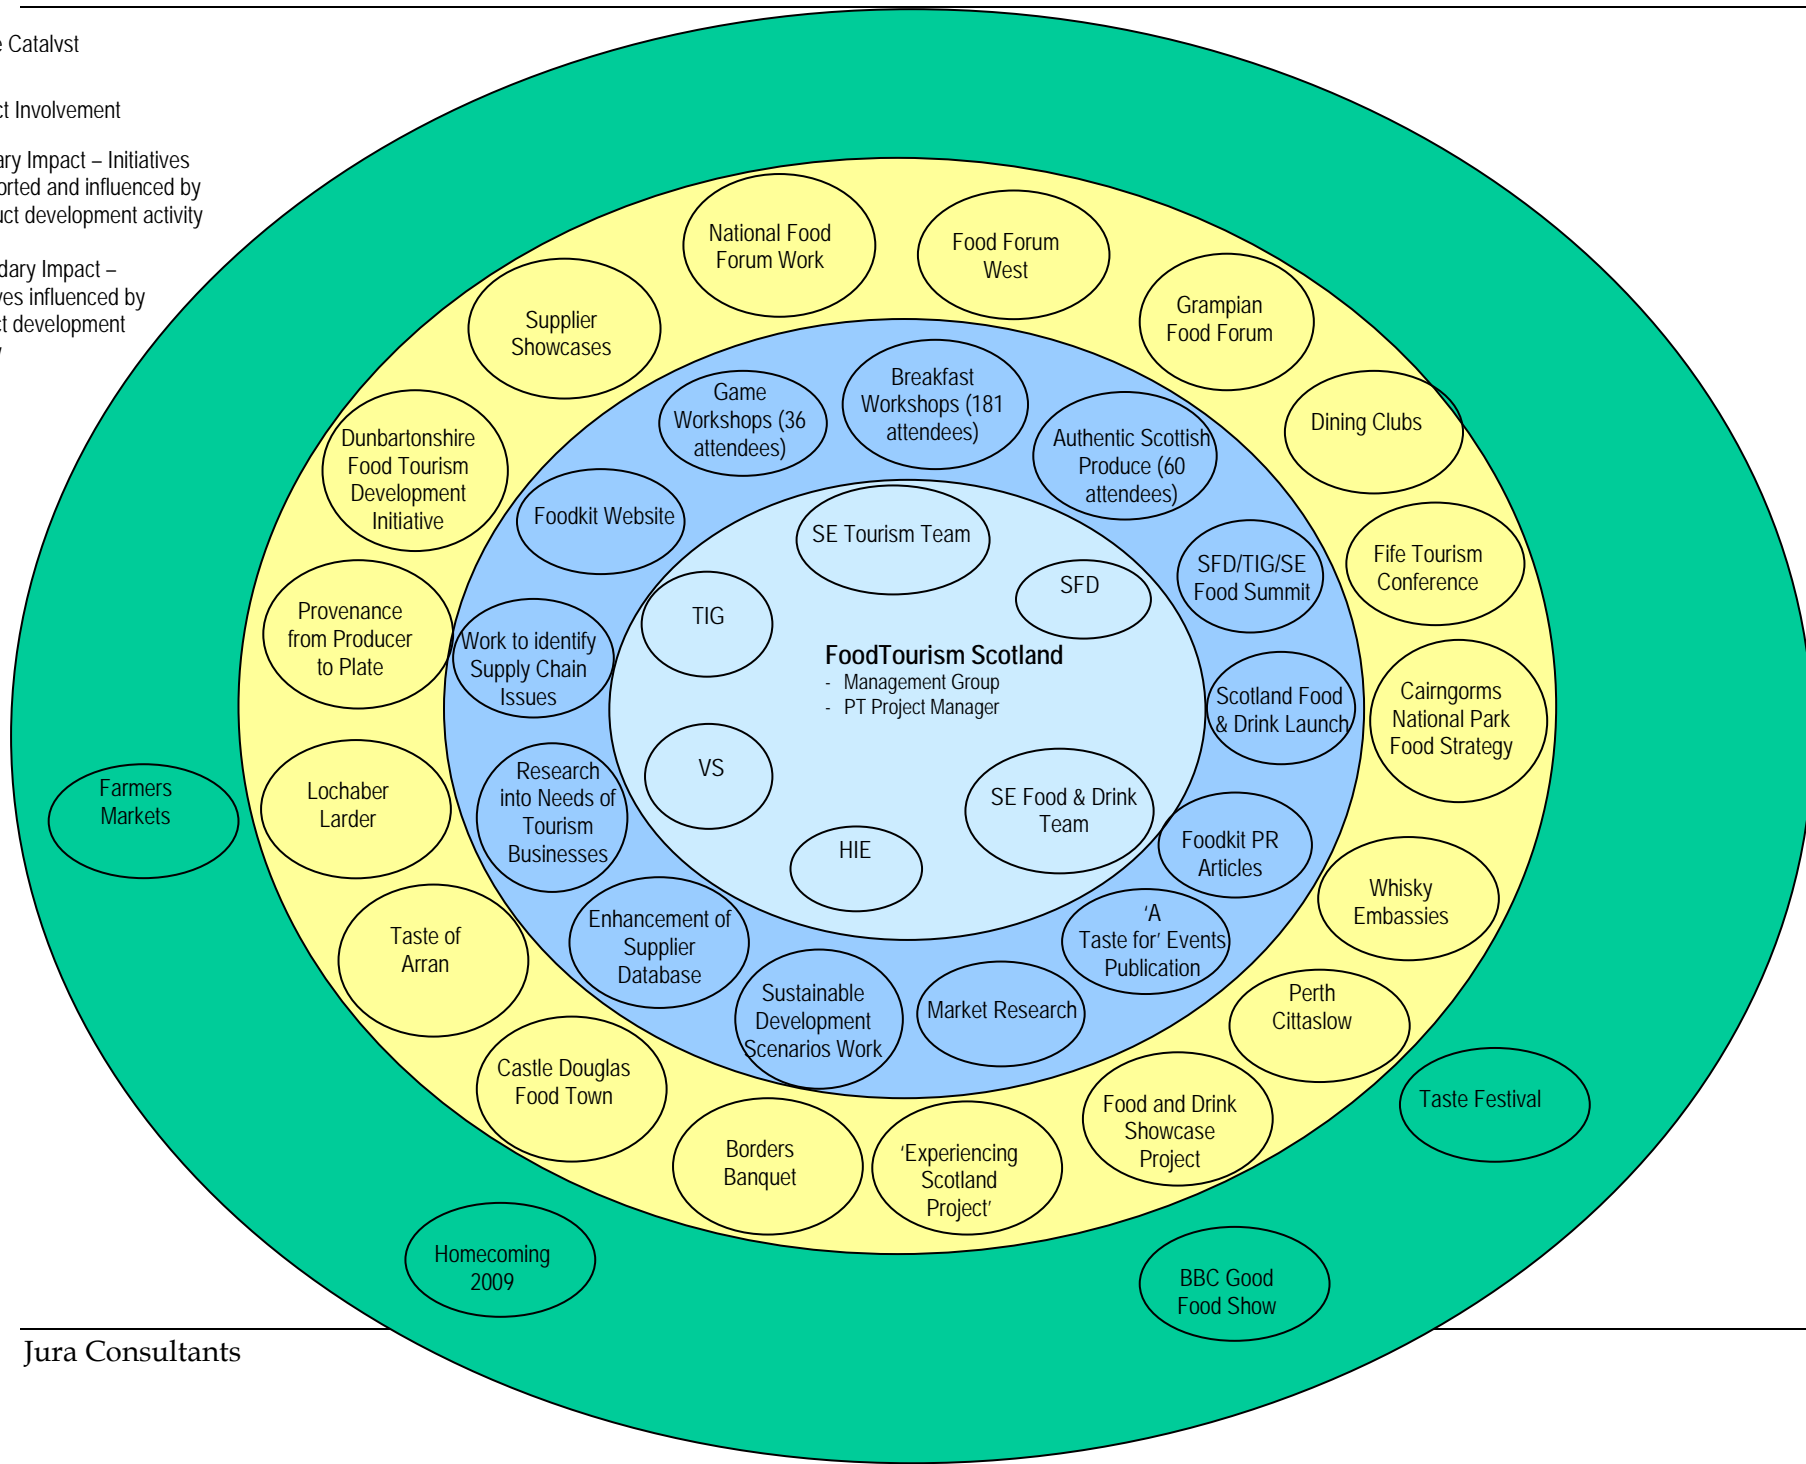 Catalyst
Involvement
Impact – Initiatives
and influenced by
development activity
Impact –
influenced by
development
National Food
Forum Work
Food Forum
West
Grampian
Food Forum
Supplier
Showcases
Dining Clubs
Dunbartonshire
Food Tourism
Development
Initiative
Fife Tourism
Conference
Provenance
from Producer
to Plate
Cairngorms
National Park
Food Strategy
Lochaber
Larder
Whisky
Embassies
Taste of
Arran
Perth
Cittaslow
Castle Douglas
Food Town
Food and Drink
Showcase
Project
Borders
Banquet
'Experiencing
Scotland
Project'
Game
Workshops (36
attendees)
Breakfast
Workshops (181
attendees)
Authentic Scottish
Produce (60
attendees)
Foodkit Website
SFD/TIG/SE
Food Summit
Work to identify
Supply Chain
Issues
Scotland Food
& Drink Launch
Research
into Needs of
Tourism
Businesses
Foodkit PR
Articles
Enhancement of
Supplier
Database
'A
Taste for' Events
Publication
Sustainable
Development
Scenarios Work
Market Research
SE Tourism Team
SFD
TIG
FoodTourism Scotland
- Management Group
- PT Project Manager
VS
SE Food & Drink
Team
HIE
Farmers
Markets
Taste Festival
Homecoming
2009
BBC Good
Food Show
Jura Consultants